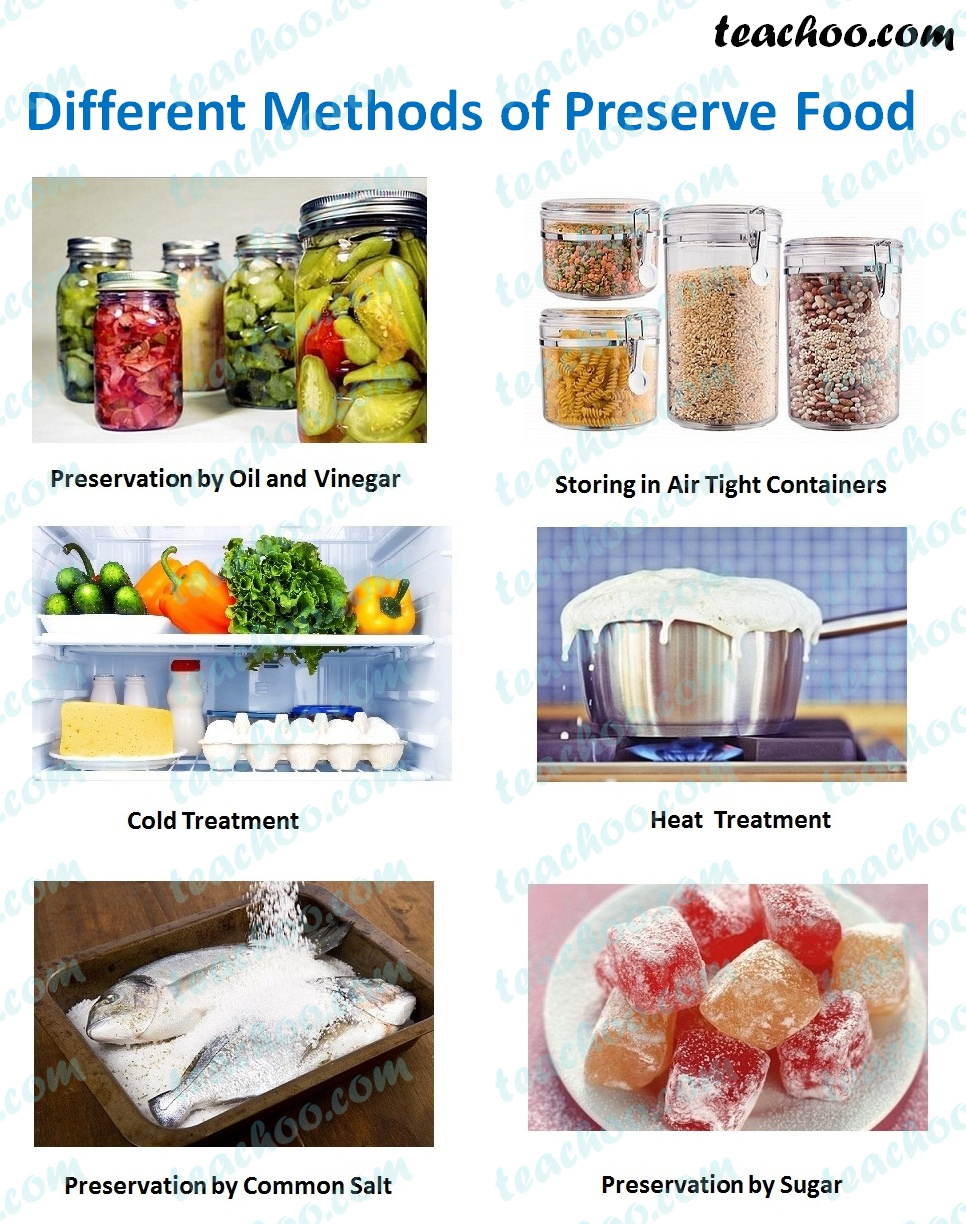 teachoo.com
Different Methods of Preserve Food
Preservation by Oil and Vinegar
Storing in Air Tight Containers
Cold Treatment
Heat Treatment
Preservation by Common Salt
Preservation by Sugar